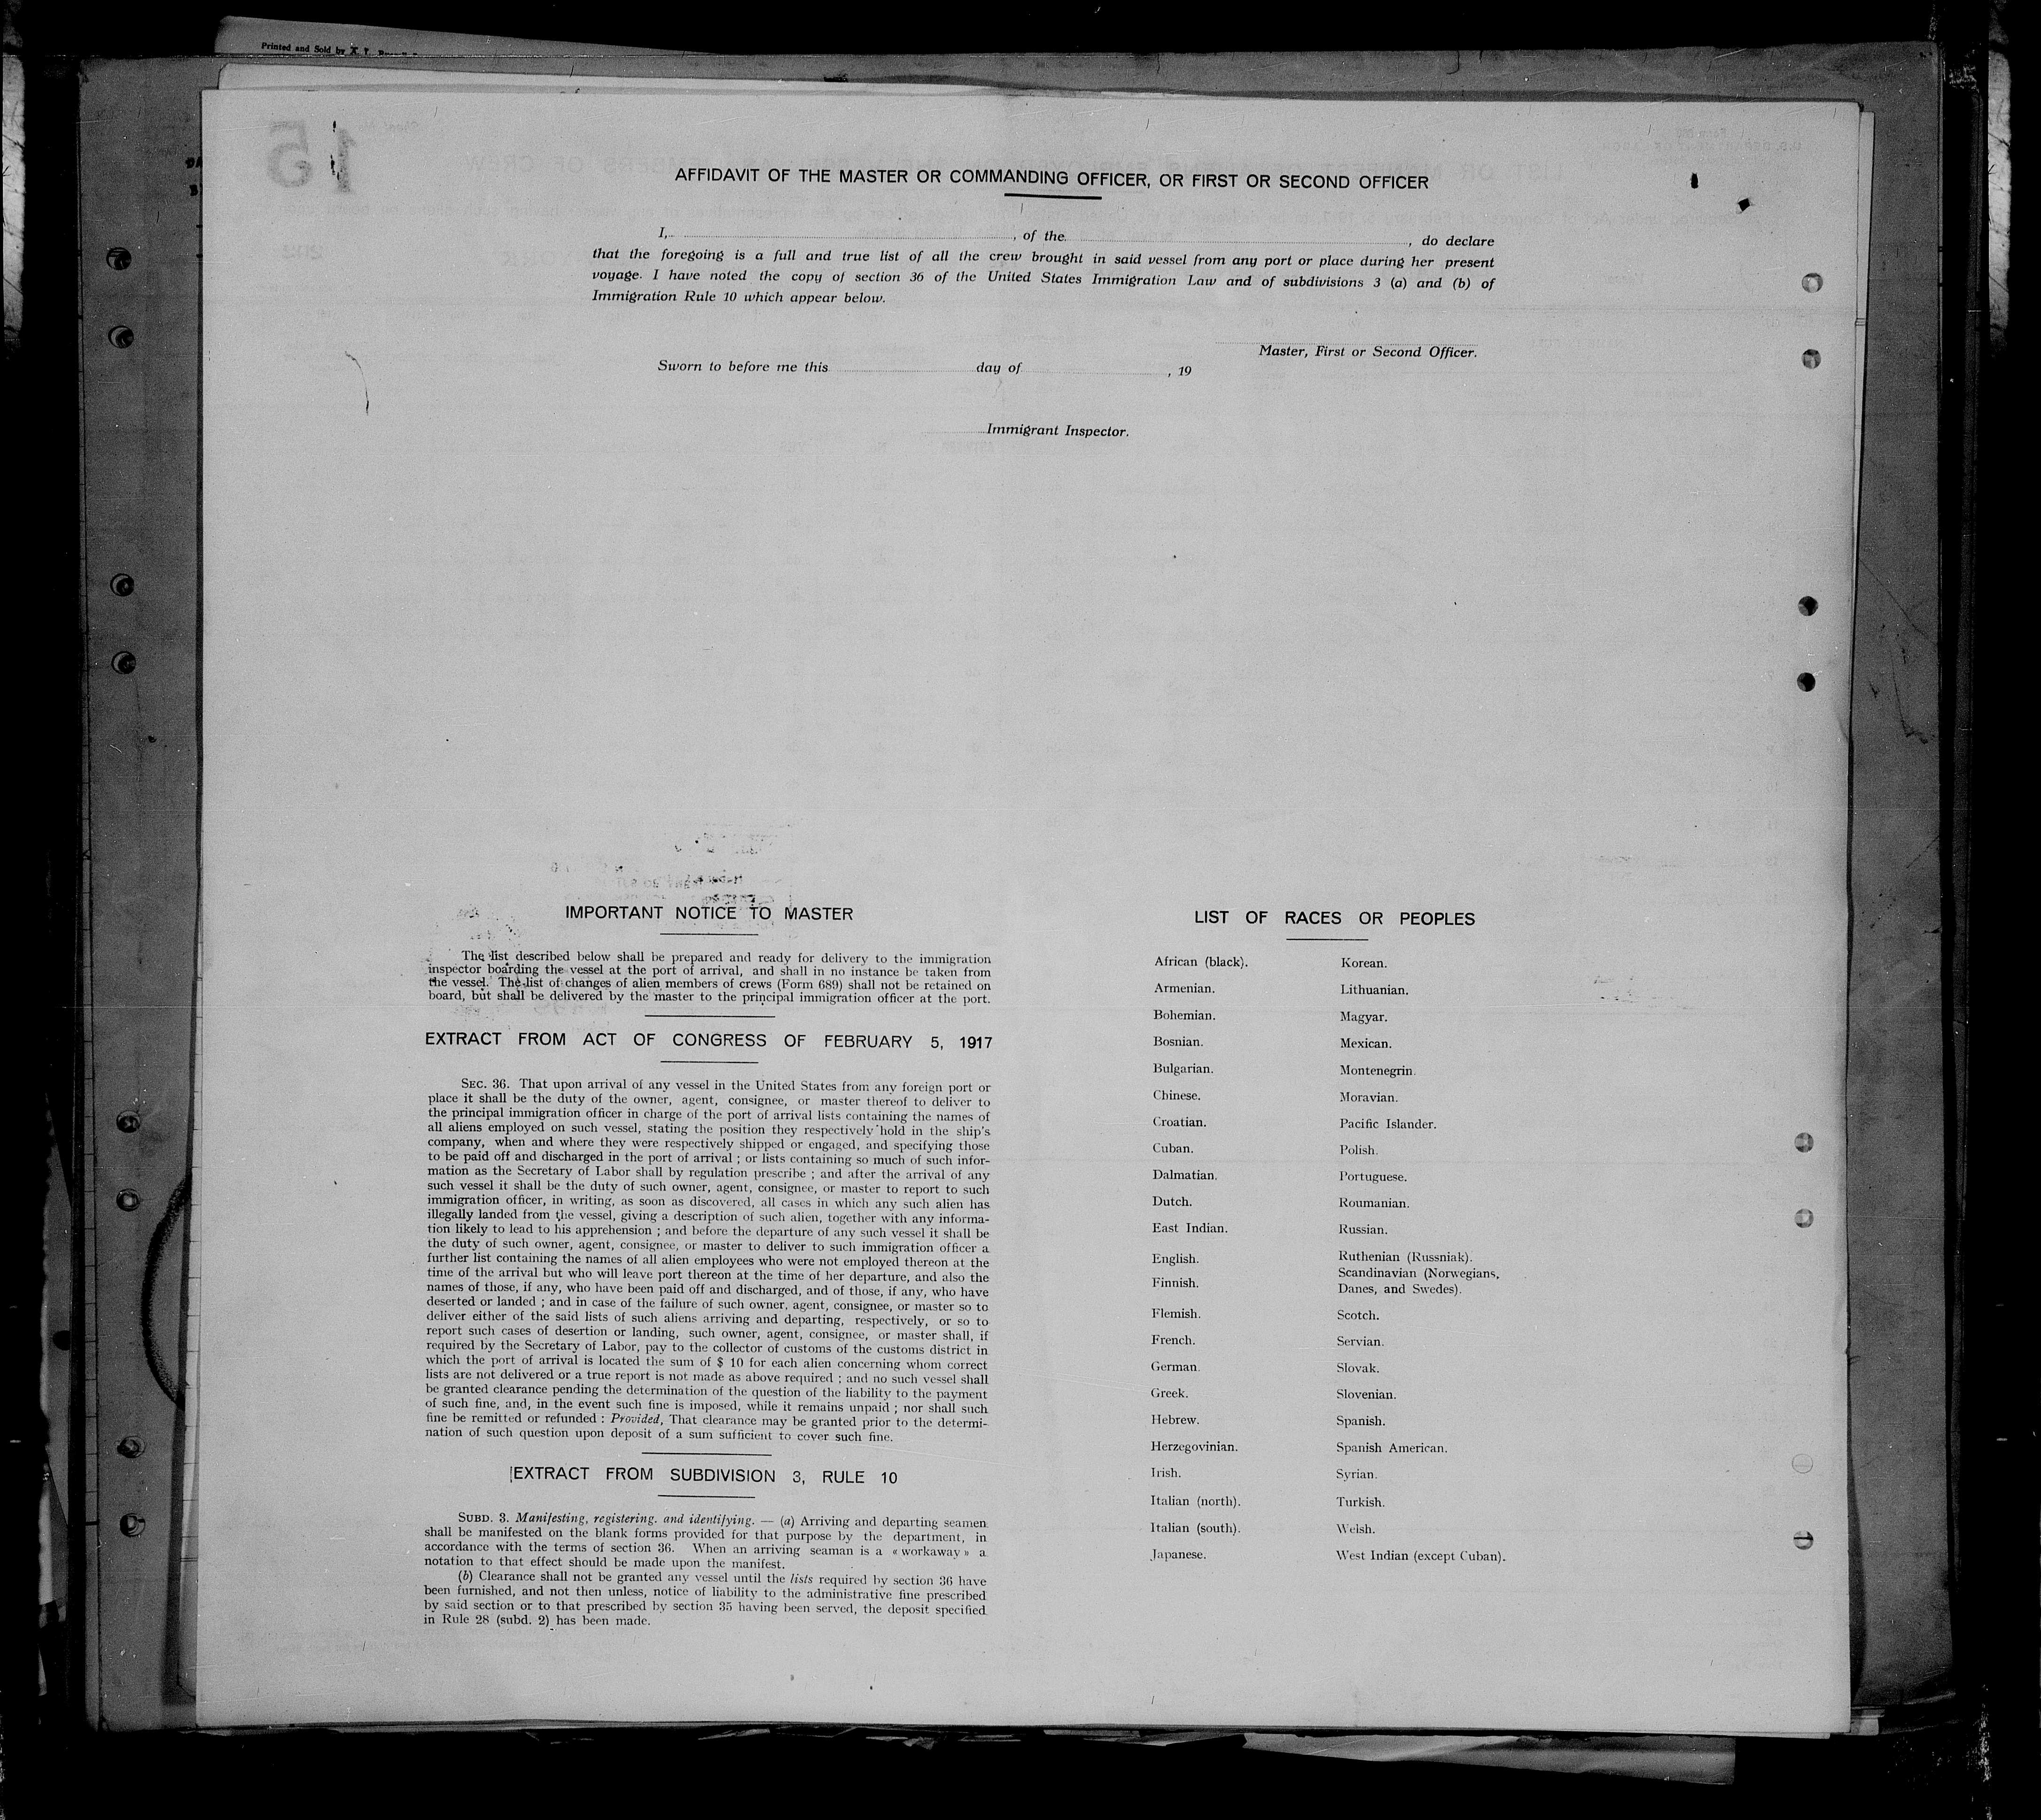 Printed and Sold by
AFFIDAVIT OF THE MASTER OR COMMANDING OFFICER, OR FIRST OR SECOND OFFICER
I, , of the , do declare
that the foregoing is a full and true list of all the crew brought in said vessel from any port or place during her present
voyage. I have noted the copy of section 36 of the United States Immigration Law and of subdivisions 3 (a) and (b) of
Immigration Rule 10 which appear below.
Master, First or Second Officer.
Sworn to before me this day of , 19
Immigrant Inspector.
IMPORTANT NOTICE TO MASTER
The list described below shall be prepared and ready for delivery to the immigration
inspector boarding the vessel at the port of arrival, and shall in no instance be taken from
the vessel. The list of changes of alien members of crews (Form 689) shall not be retained on
board, but shall be delivered by the master to the principal immigration officer at the port.
EXTRACT FROM ACT OF CONGRESS OF FEBRUARY 5, 1917
SEC. 36. That upon arrival of any vessel in the United States from any foreign port or
place it shall be the duty of the owner, agent, consignee, or master thereof to deliver to
the principal immigration officer in charge of the port of arrival lists containing the names of
all aliens employed on such vessel, stating the position they respectively hold in the ship's
company, when and where they were respectively shipped or engaged, and specifying those
to be paid off and discharged in the port of arrival ; or lists containing so much of such infor-
mation as the Secretary of Labor shall by regulation prescribe ; and after the arrival of any
such vessel it shall be the duty of such owner, agent, consignee, or master to report to such
immigration officer, in writing, as soon as discovered, all cases in which any such alien has
illegally landed from the vessel, giving a description of such alien, together with any informa-
tion likely to lead to his apprehension ; and before the departure of any such vessel it shall be
the duty of such owner, agent, consignee, or master to deliver to such immigration officer a
further list containing the names of all alien employees who were not employed thereon at the
time of the arrival but who will leave port thereon at the time of her departure, and also the
names of those, if any, who have been paid off and discharged, and of those, if any, who have
deserted or landed ; and in case of the failure of such owner, agent, consignee, or master so to
deliver either of the said lists of such aliens arriving and departing, respectively, or so to
report such cases of desertion or landing, such owner, agent, consignee, or master shall, if
required by the Secretary of Labor, pay to the collector of customs of the customs district in
which the port of arrival is located the sum of $ 10 for each alien concerning whom correct
lists are not delivered or a true report is not made as above required ; and no such vessel shall
be granted clearance pending the determination of the question of the liability to the payment
of such fine, and, in the event such fine is imposed, while it remains unpaid ; nor shall such
fine be remitted or refunded : Provided, That clearance may be granted prior to the determi-
nation of such question upon deposit of a sum sufficient to cover such fine.
EXTRACT FROM SUBDIVISION 3, RULE 10
SUBD. 3. Manifesting, registering. and identifying. — (a) Arriving and departing seamen
shall be manifested on the blank forms provided for that purpose by the department, in
accordance with the terms of section 36. When an arriving seaman is a « workaway » a
notation to that effect should be made upon the manifest.
(b) Clearance shall not be granted any vessel until the lists required by section 36 have
been furnished, and not then unless, notice of liability to the administrative fine prescribed
by said section or to that prescribed by section 35 having been served, the deposit specified
in Rule 28 (subd. 2) has been made.
LIST OF RACES OR PEOPLES
African (black).
Armenian.
Bohemian.
Bosnian.
Bulgarian.
Chinese.
Croatian.
Cuban.
Dalmatian.
Dutch.
East Indian.
English.
Finnish.
Flemish.
French.
German.
Greek.
Hebrew.
Herzegovinian.
Irish.
Italian (north).
Italian (south).
Japanese.
Korean.
Lithuanian.
Magyar.
Mexican.
Montenegrin.
Moravian.
Pacific Islander.
Polish.
Portuguese.
Roumanian.
Russian.
Ruthenian (Russniak).
Scandinavian (Norwegians,
Danes, and Swedes).
Scotch.
Servian.
Slovak.
Slovenian.
Spanish.
Spanish American.
Syrian.
Turkish.
Welsh.
West Indian (except Cuban).